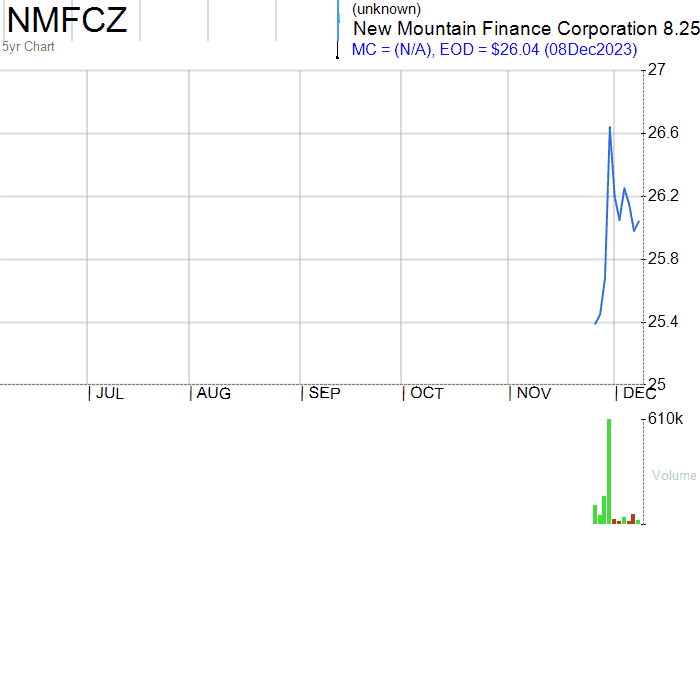 NMFCZ
5yr Chart
(unknown)
New Mountain Finance Corporation 8.25
MC = (N/A), EOD = $26.04 (08Dec2023)
27
26.6
26.2
25.8
25.4
25
JUL AUG SEP OCT NOV DEC
610k
Volume